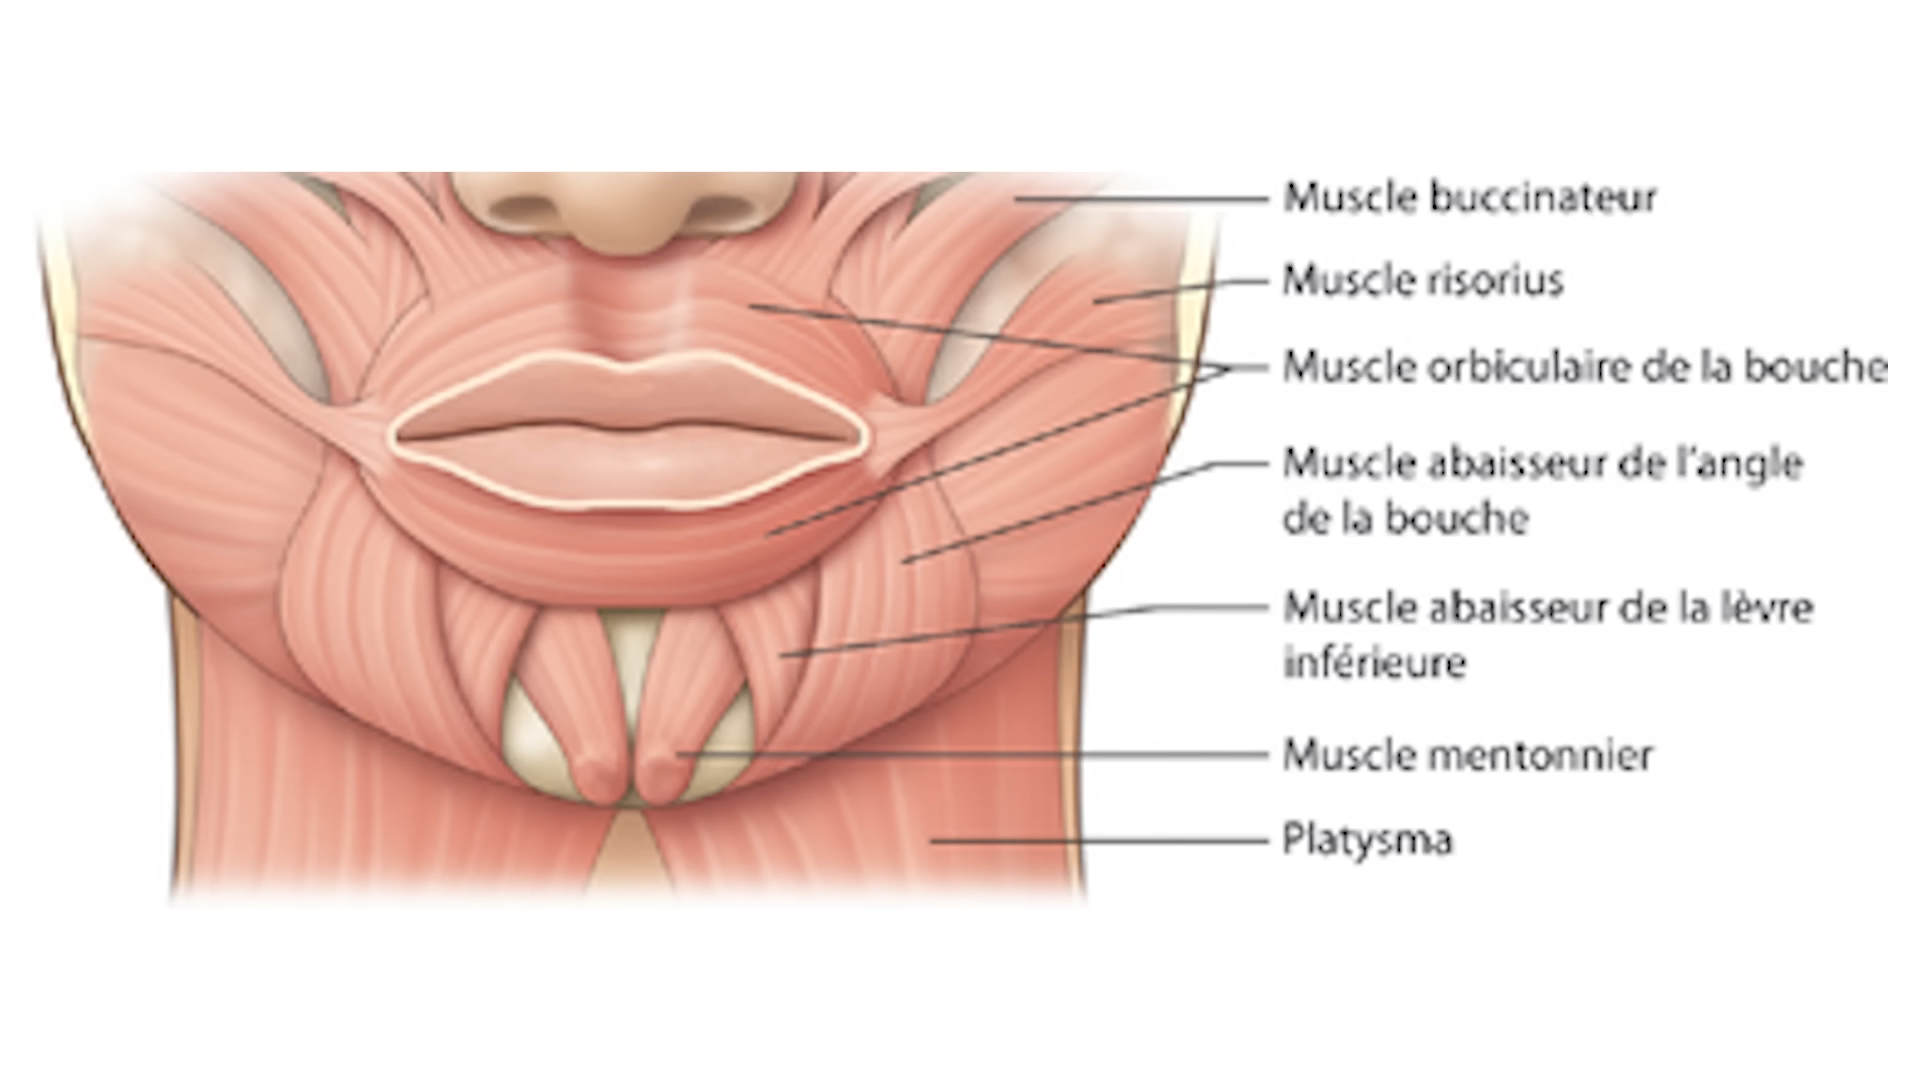 Muscle buccinateur
Muscle risorius
Muscle orbiculaire de la bouche
Muscle abaisseur de l'angle
de la bouche
Muscle abaisseur de la lèvre
inférieure
Muscle mentonnier
Platysma